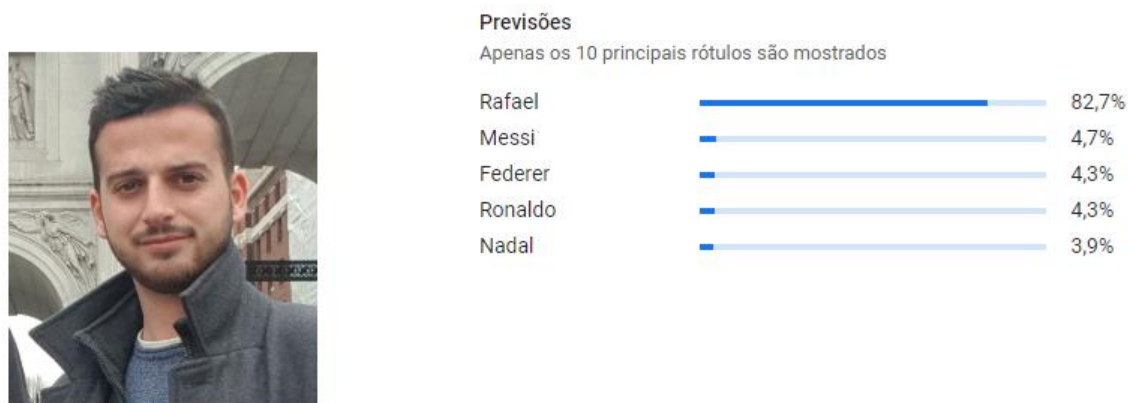 Previsões
Apenas os 10 principais rótulos são mostrados
Rafael 82,7%
Messi 4,7%
Federer 4,3%
Ronaldo 4,3%
Nadal 3,9%